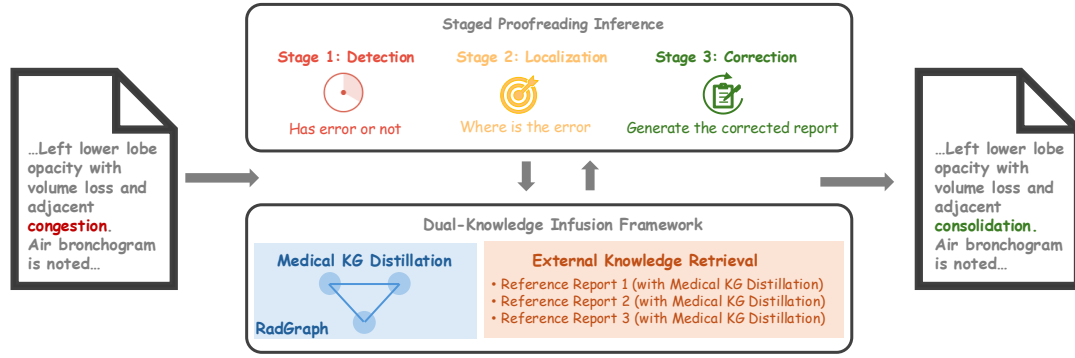 Staged Proofreading Inference
Stage 1: Detection
Has error or not
Stage 2: Localization
Where is the error
Stage 3: Correction
Generate the corrected report
...Left lower lobe
opacity with
volume loss and
adjacent
congestion.
Air bronchogram
is noted...
Dual-Knowledge Infusion Framework
Medical KG Distillation
RadGraph
External Knowledge Retrieval
• Reference Report 1 (with Medical KG Distillation)
• Reference Report 2 (with Medical KG Distillation)
• Reference Report 3 (with Medical KG Distillation)
...Left lower lobe
opacity with
volume loss and
adjacent
consolidation.
Air bronchogram
is noted...